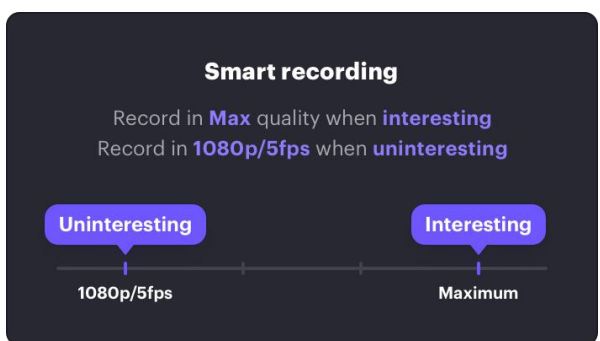 Smart recording
Record in Max quality when interesting
Record in 1080p/5fps when uninteresting
Uninteresting
Interesting
1080p/5fps
Maximum